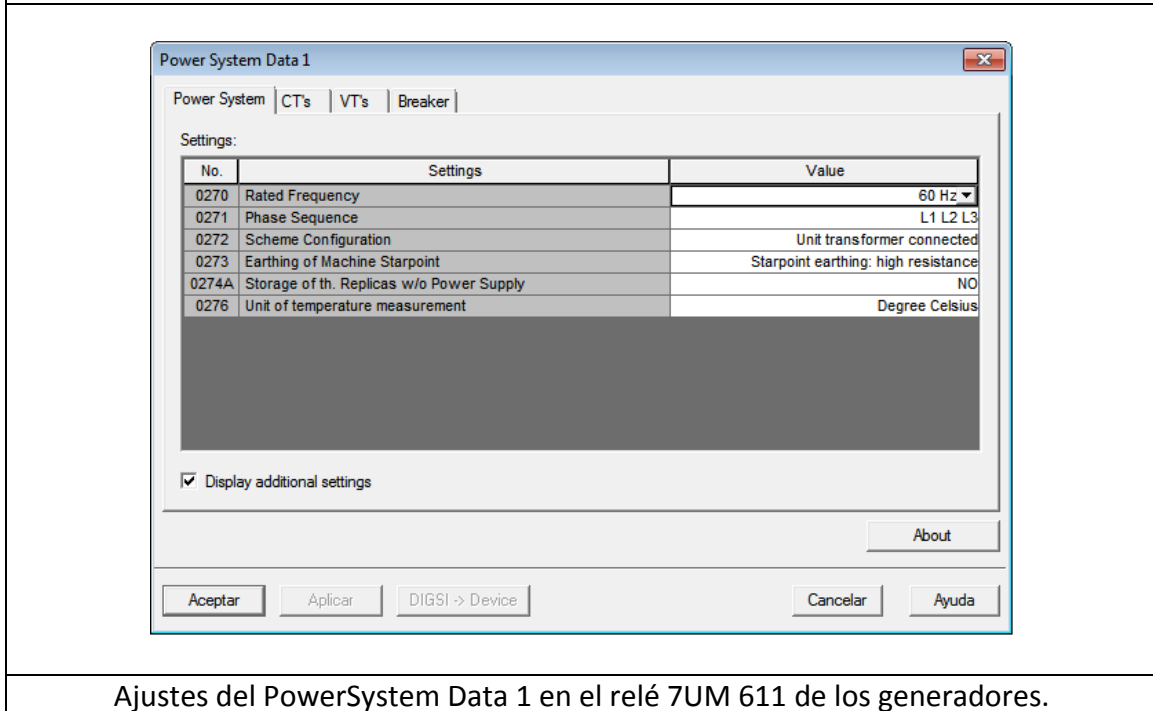 Power System Data 1
Power System CT's VT's Breaker
Settings:
No. Settings Value
0270 Rated Frequency 60 Hz
0271 Phase Sequence L1 L2 L3
0272 Scheme Configuration Unit transformer connected
0273 Earthing of Machine Starpoint Starpoint earthing: high resistance
0274A Storage of th. Replicas w/o Power Supply NO
0276 Unit of temperature measurement Degree Celsius
Display additional settings
About
Aceptar Aplicar DIGSI -> Device Cancelar Ayuda
Ajustes del PowerSystem Data 1 en el relé 7UM 611 de los generadores.